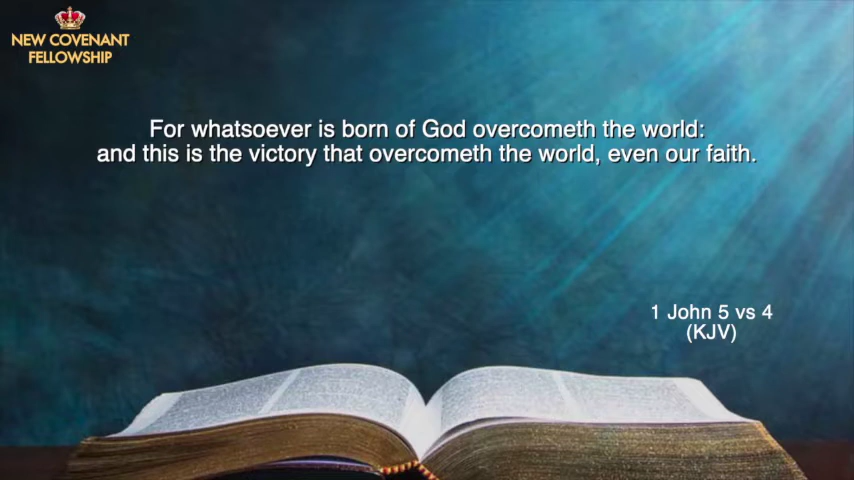 NEW COVENANT
FELLOWSHIP
For whatsoever is born of God overcometh the world:
and this is the victory that overcometh the world, even our faith.
1 John 5 vs 4
(KJV)